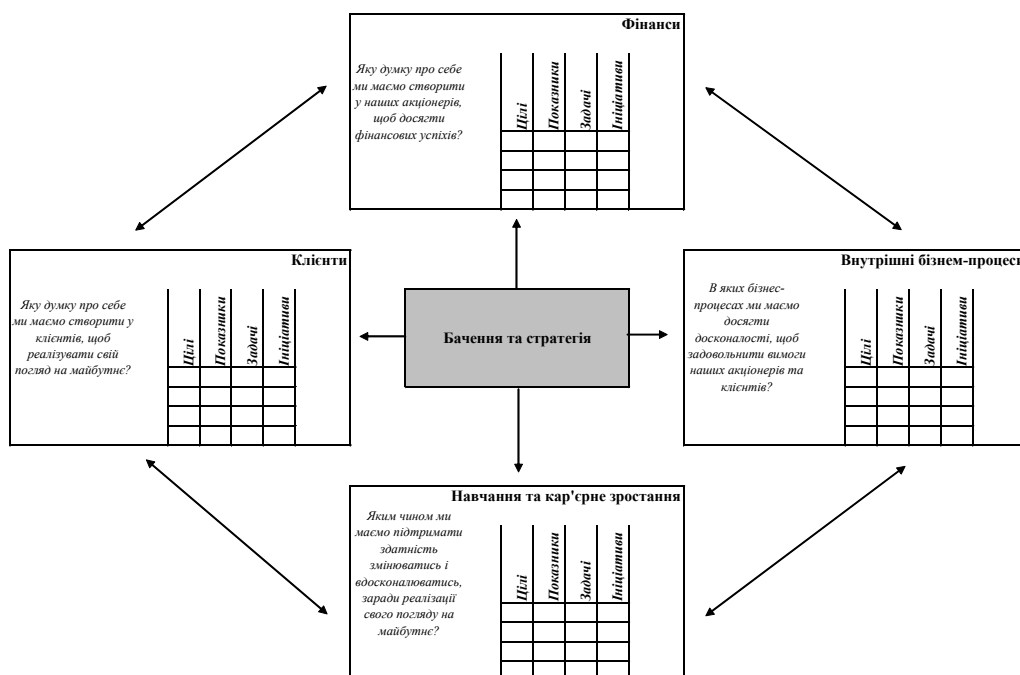 Фінанси
Яку думку про себе
ми маємо створити
у наших акціонерів,
щоб досягти
фінансових успіхів?
Цілі
Показники
Задачі
Ініціативи
Клієнти
Яку думку про себе
ми маємо створити у
клієнтів, щоб
реалізувати свій
погляд на майбутнє?
Цілі
Показники
Задачі
Ініціативи
Бачення та стратегія
Внутрішні бізнем-процеси
В яких бізнес-
процесах ми маємо
досягти
досконалості, щоб
задовольнити вимоги
наших акціонерів та
клієнтів?
Цілі
Показники
Задачі
Ініціативи
Навчання та кар'єрне зростання
Яким чином ми
маємо підтримати
здатність
змінюватись і
вдосконалюватись,
заради реалізації
свого погляду на
майбутнє?
Цілі
Показники
Задачі
Ініціативи